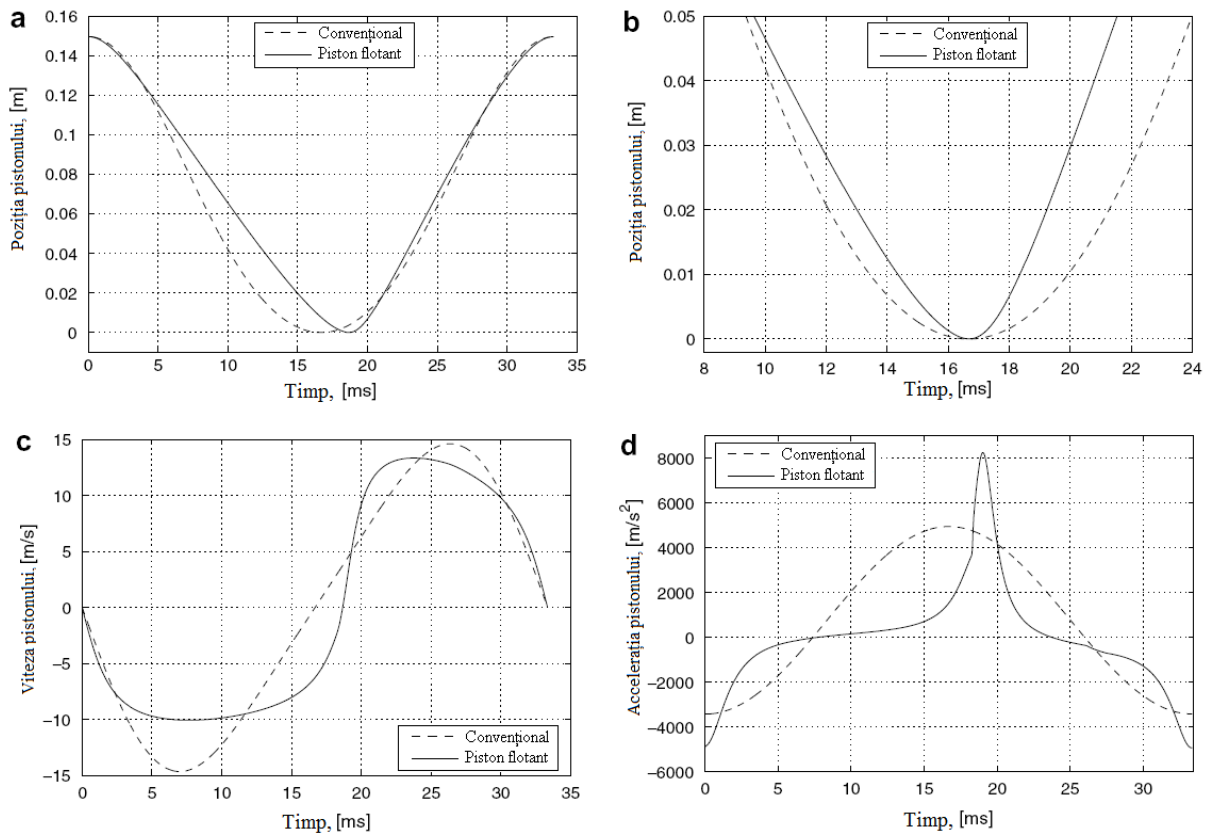 a
0.16
0.14
0.12
0.1
0.08
0.06
0.04
0.02
0
Poziția pistonului, [m]
Convențional
Piston flotant
0 5 10 15 20 25 30 35
Timp, [ms]
b
0.05
0.04
0.03
0.02
0.01
0
Poziția pistonului, [m]
Convențional
Piston flotant
8 10 12 14 16 18 20 22 24
Timp, [ms]
c
15
10
5
0
−5
−10
−15
Viteza pistonului, [m/s]
Convențional
Piston flotant
0 5 10 15 20 25 30 35
Timp, [ms]
d
8000
6000
4000
2000
0
−2000
−4000
−6000
Accelerația pistonului, [m/s²]
Convențional
Piston flotant
0 5 10 15 20 25 30
Timp, [ms]